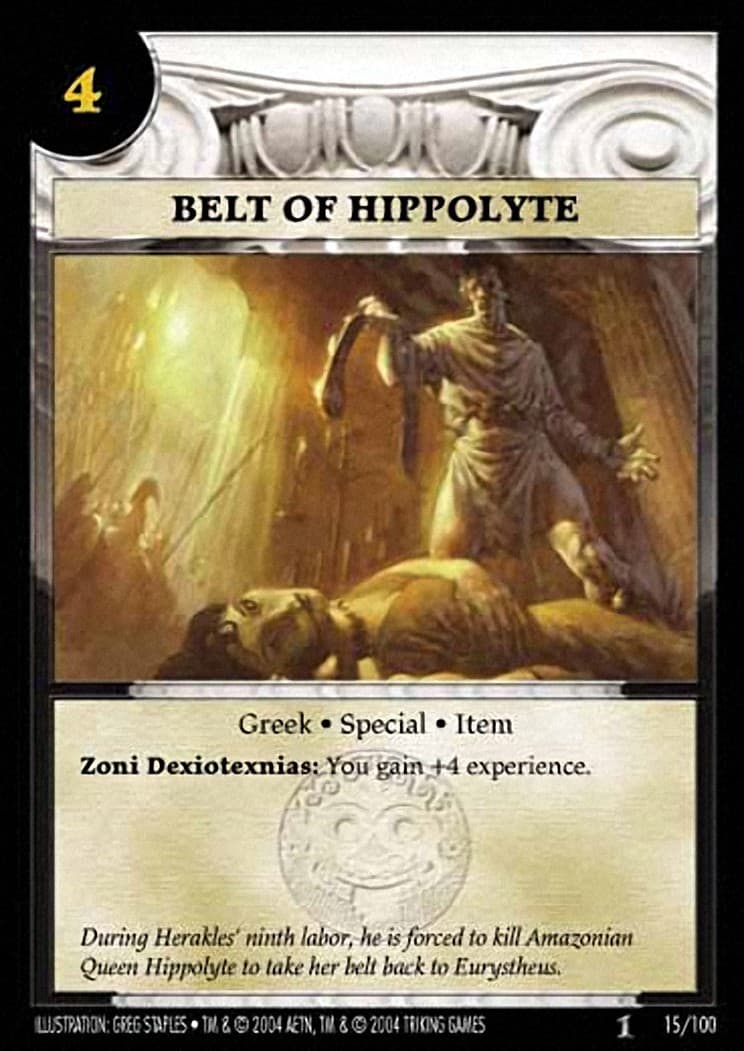 4
BELT OF HIPPOLYTE
Greek • Special • Item
Zoni Dexiotexnias: You gain +4 experience.
During Herakles' ninth labor, he is forced to kill Amazonian
Queen Hippolyte to take her belt back to Eurystheus.
ILLUSTRATION: GREG STAPLES • TM & © 2004 AETN, TM & © 2004 TRIKING GAMES
1 15/100